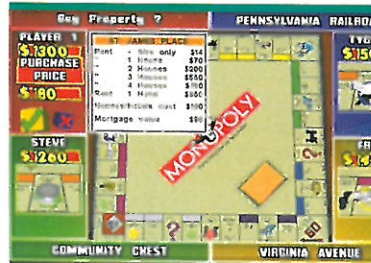 Buy Property ?
PENNSYLVANIA RAILROA
PLAYER 1
$1300
PURCHASE
PRICE
$180
ST JAMES PLACE
Rent - Site only $14
" 1 House $70
" 2 Houses $200
" 3 Houses $550
" 4 Houses
Rent 1 Hotel $950
Houses/hotels cost $100
Mortgage value $90
STEVE
$1260
MONOPOLY
GO
COMMUNITY CHEST
VIRGINIA AVENUE